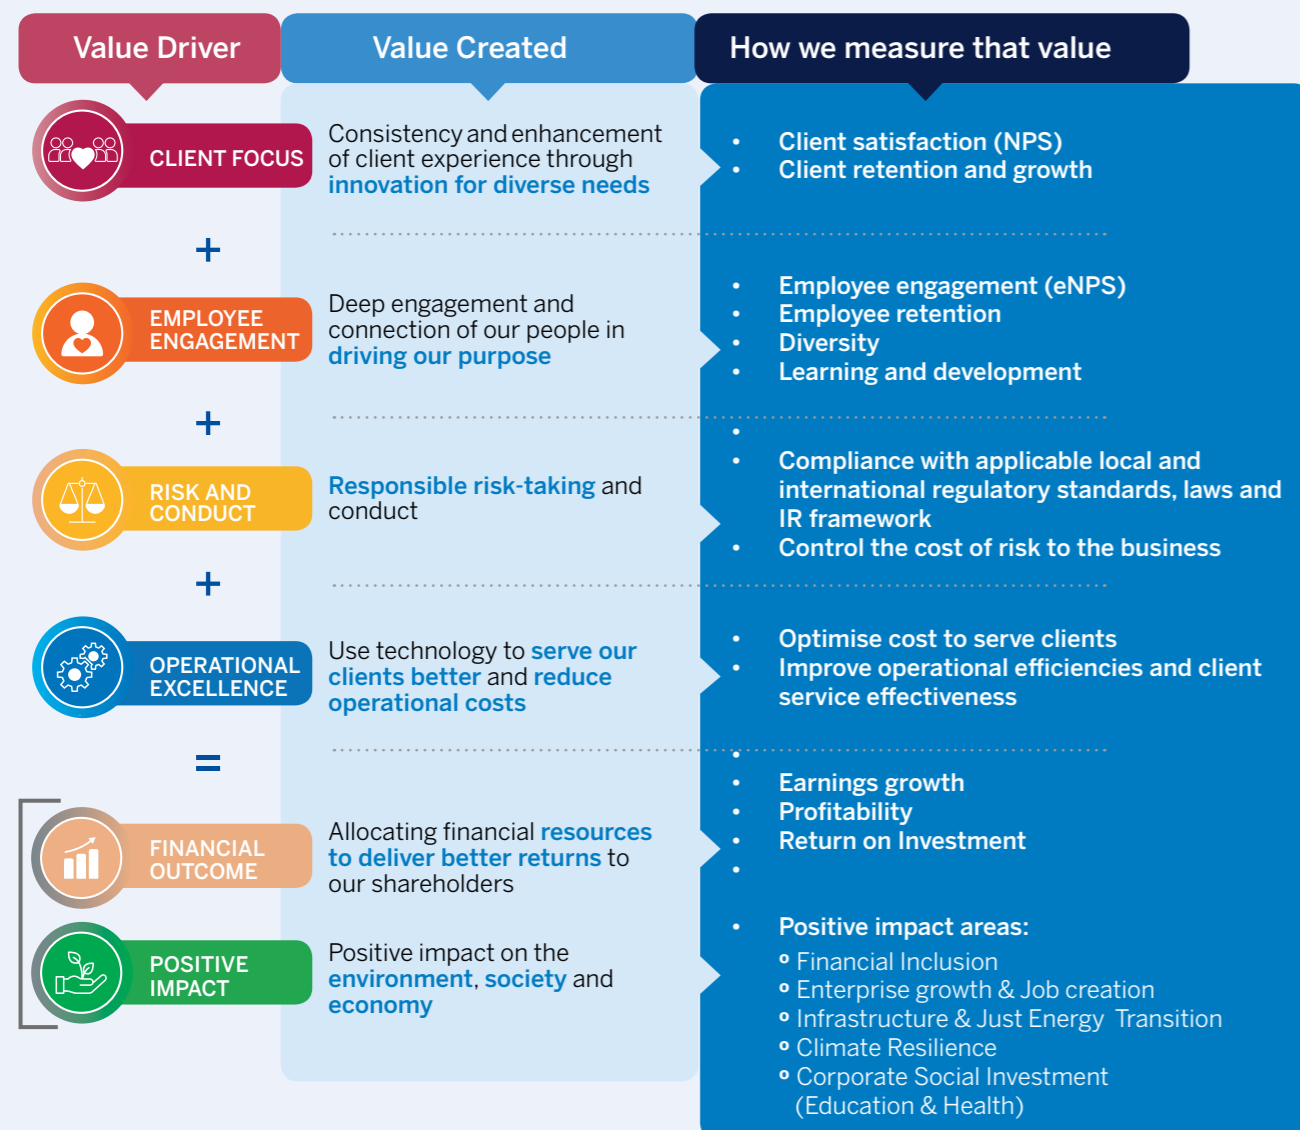 Value Driver
Value Created
How we measure that value
CLIENT FOCUS
Consistency and enhancement
of client experience through
innovation for diverse needs
• Client satisfaction (NPS)
• Client retention and growth
+
EMPLOYEE
ENGAGEMENT
Deep engagement and
connection of our people in
driving our purpose
• Employee engagement (eNPS)
• Employee retention
• Diversity
• Learning and development
+
RISK AND
CONDUCT
Responsible risk-taking and
conduct
•
• Compliance with applicable local and
international regulatory standards, laws and
IR framework
• Control the cost of risk to the business
+
OPERATIONAL
EXCELLENCE
Use technology to serve our
clients better and reduce
operational costs
• Optimise cost to serve clients
• Improve operational efficiencies and client
service effectiveness
=
FINANCIAL
OUTCOME
Allocating financial resources
to deliver better returns to
our shareholders
•
• Earnings growth
• Profitability
• Return on Investment
•
POSITIVE
IMPACT
Positive impact on the
environment, society and
economy
• Positive impact areas:
º Financial Inclusion
º Enterprise growth & Job creation
º Infrastructure & Just Energy Transition
º Climate Resilience
º Corporate Social Investment
(Education & Health)